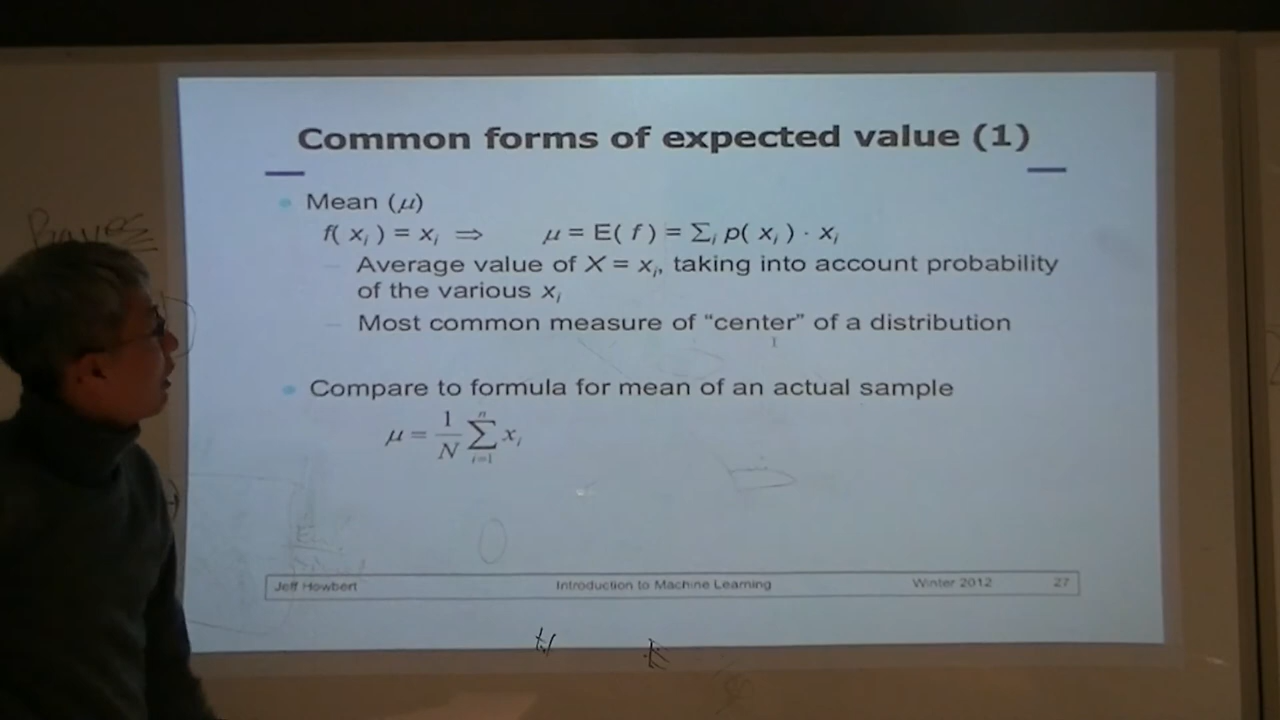 Common forms of expected value (1)
Mean (μ)
f( xᵢ ) = xᵢ ⇒ μ = E( f ) = Σᵢ p( xᵢ ) · xᵢ
Average value of X = xᵢ, taking into account probability
of the various xᵢ
Most common measure of “center” of a distribution
Compare to formula for mean of an actual sample
μ = 1/N ∑ⁿᵢ₌₁ xᵢ
Jeff Howbert Introduction to Machine Learning Winter 2012 27